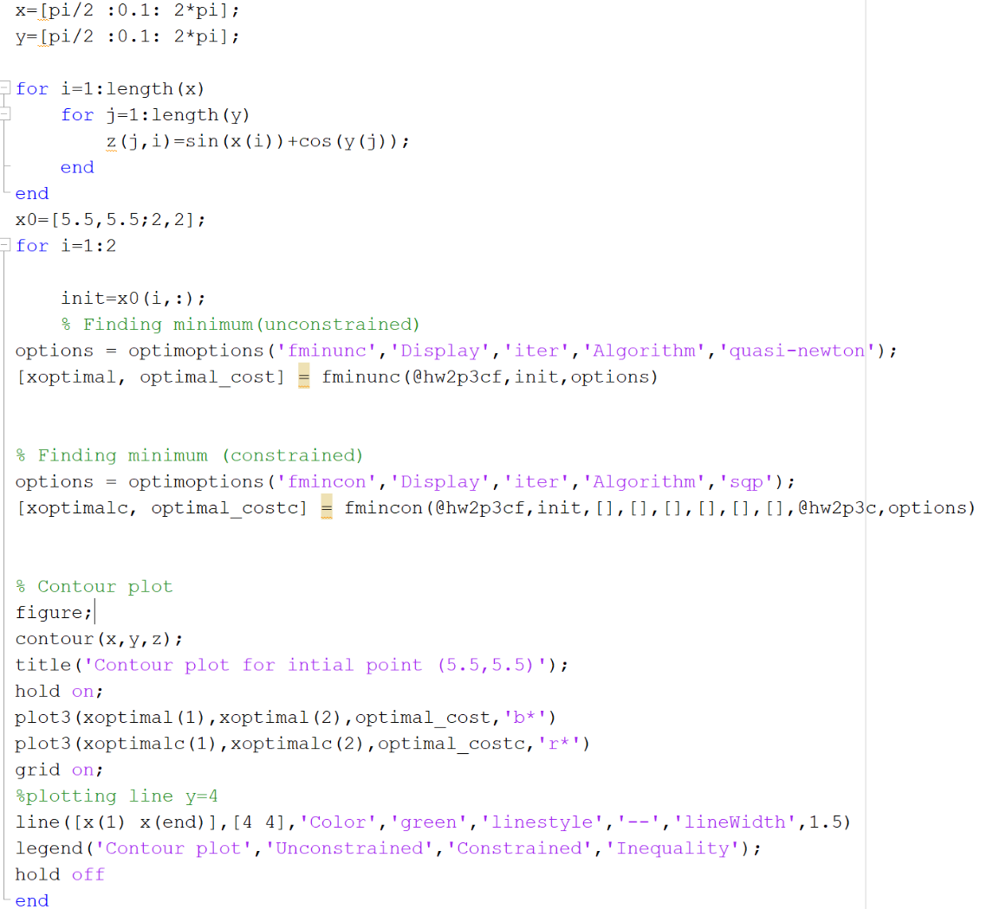 x=[pi/2 :0.1: 2*pi];
y=[pi/2 :0.1: 2*pi];
for i=1:length(x)
    for j=1:length(y)
        z(j,i)=sin(x(i))+cos(y(j));
    end
end
x0=[5.5,5.5;2,2];
for i=1:2
    init=x0(i,:);
    % Finding minimum(unconstrained)
options = optimoptions('fminunc','Display','iter','Algorithm','quasi-newton');
[xoptimal, optimal_cost] = fminunc(@hw2p3cf,init,options)
% Finding minimum (constrained)
options = optimoptions('fmincon','Display','iter','Algorithm','sqp');
[xoptimalc, optimal_costc] = fmincon(@hw2p3cf,init,[],[],[],[],[],[],@hw2p3c,options)
% Contour plot
figure;
contour(x,y,z);
title('Contour plot for intial point (5.5,5.5)');
hold on;
plot3(xoptimal(1),xoptimal(2),optimal_cost,'b*')
plot3(xoptimalc(1),xoptimalc(2),optimal_costc,'r*')
grid on;
%plotting line y=4
line([x(1) x(end)],[4 4],'Color','green','linestyle','--','lineWidth',1.5)
legend('Contour plot','Unconstrained','Constrained','Inequality');
hold off
end